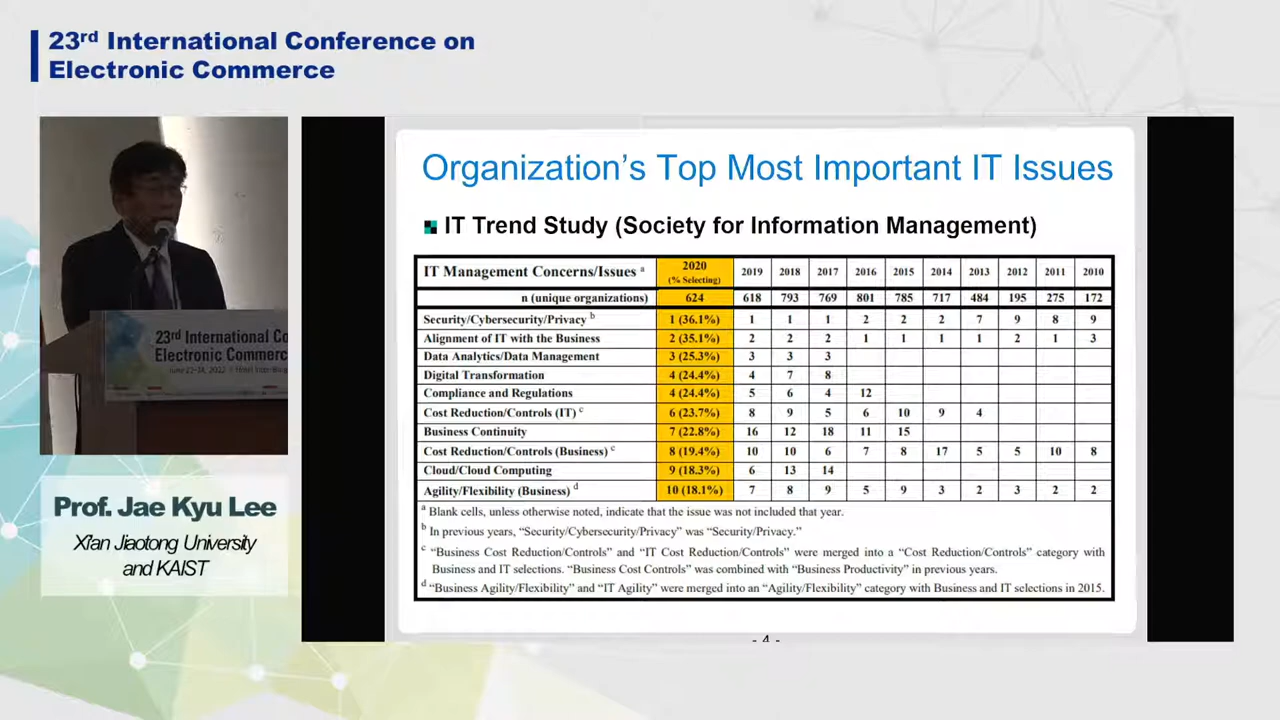 23rd International Conference on
Electronic Commerce
23rd International Co
Electronic Commerc
June 22-24, 2022 /
Prof. Jae Kyu Lee
Xi'an Jiaotong University
and KAIST
Organization's Top Most Important IT Issues
IT Trend Study (Society for Information Management)
IT Management Concerns/Issues a 2020 (% Selecting) 2019 2018 2017 2016 2015 2014 2013 2012 2011 2010
n (unique organizations) 624 618 793 769 801 785 717 484 195 275 172
Security/Cybersecurity/Privacy b 1 (36.1%) 1 1 1 2 2 2 7 9 8 9
Alignment of IT with the Business 2 (35.1%) 2 2 2 1 1 1 1 2 1 3
Data Analytics/Data Management 3 (25.3%) 3 3 3
Digital Transformation 4 (24.4%) 4 7 8
Compliance and Regulations 4 (24.4%) 5 6 4 12
Cost Reduction/Controls (IT) c 6 (23.7%) 8 9 5 6 10 9 4
Business Continuity 7 (22.8%) 16 12 18 11 15
Cost Reduction/Controls (Business) c 8 (19.4%) 10 10 6 7 8 17 5 5 10 8
Cloud/Cloud Computing 9 (18.3%) 6 13 14
Agility/Flexibility (Business) d 10 (18.1%) 7 8 9 5 9 3 2 3 2 2
a Blank cells, unless otherwise noted, indicate that the issue was not included that year.
b In previous years, "Security/Cybersecurity/Privacy" was "Security/Privacy."
c "Business Cost Reduction/Controls" and "IT Cost Reduction/Controls" were merged into a "Cost Reduction/Controls" category with
Business and IT selections. "Business Cost Controls" was combined with "Business Productivity" in previous years.
d "Business Agility/Flexibility" and "IT Agility" were merged into an "Agility/Flexibility" category with Business and IT selections in 2015.
- 4 -